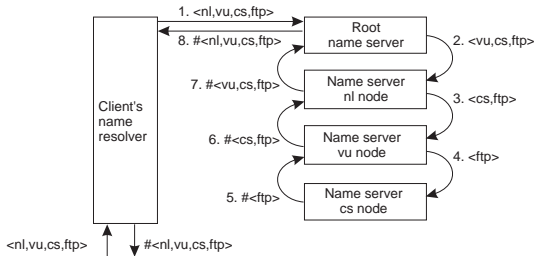 1. <nl,vu,cs,ftp>
8. #<nl,vu,cs,ftp>
Root
name server
2. <vu,cs,ftp>
7. #<vu,cs,ftp>
Name server
nl node
3. <cs,ftp>
Client's
name
resolver
6. #<cs,ftp>
Name server
vu node
4. <ftp>
5. #<ftp>
Name server
cs node
<nl,vu,cs,ftp>
#<nl,vu,cs,ftp>